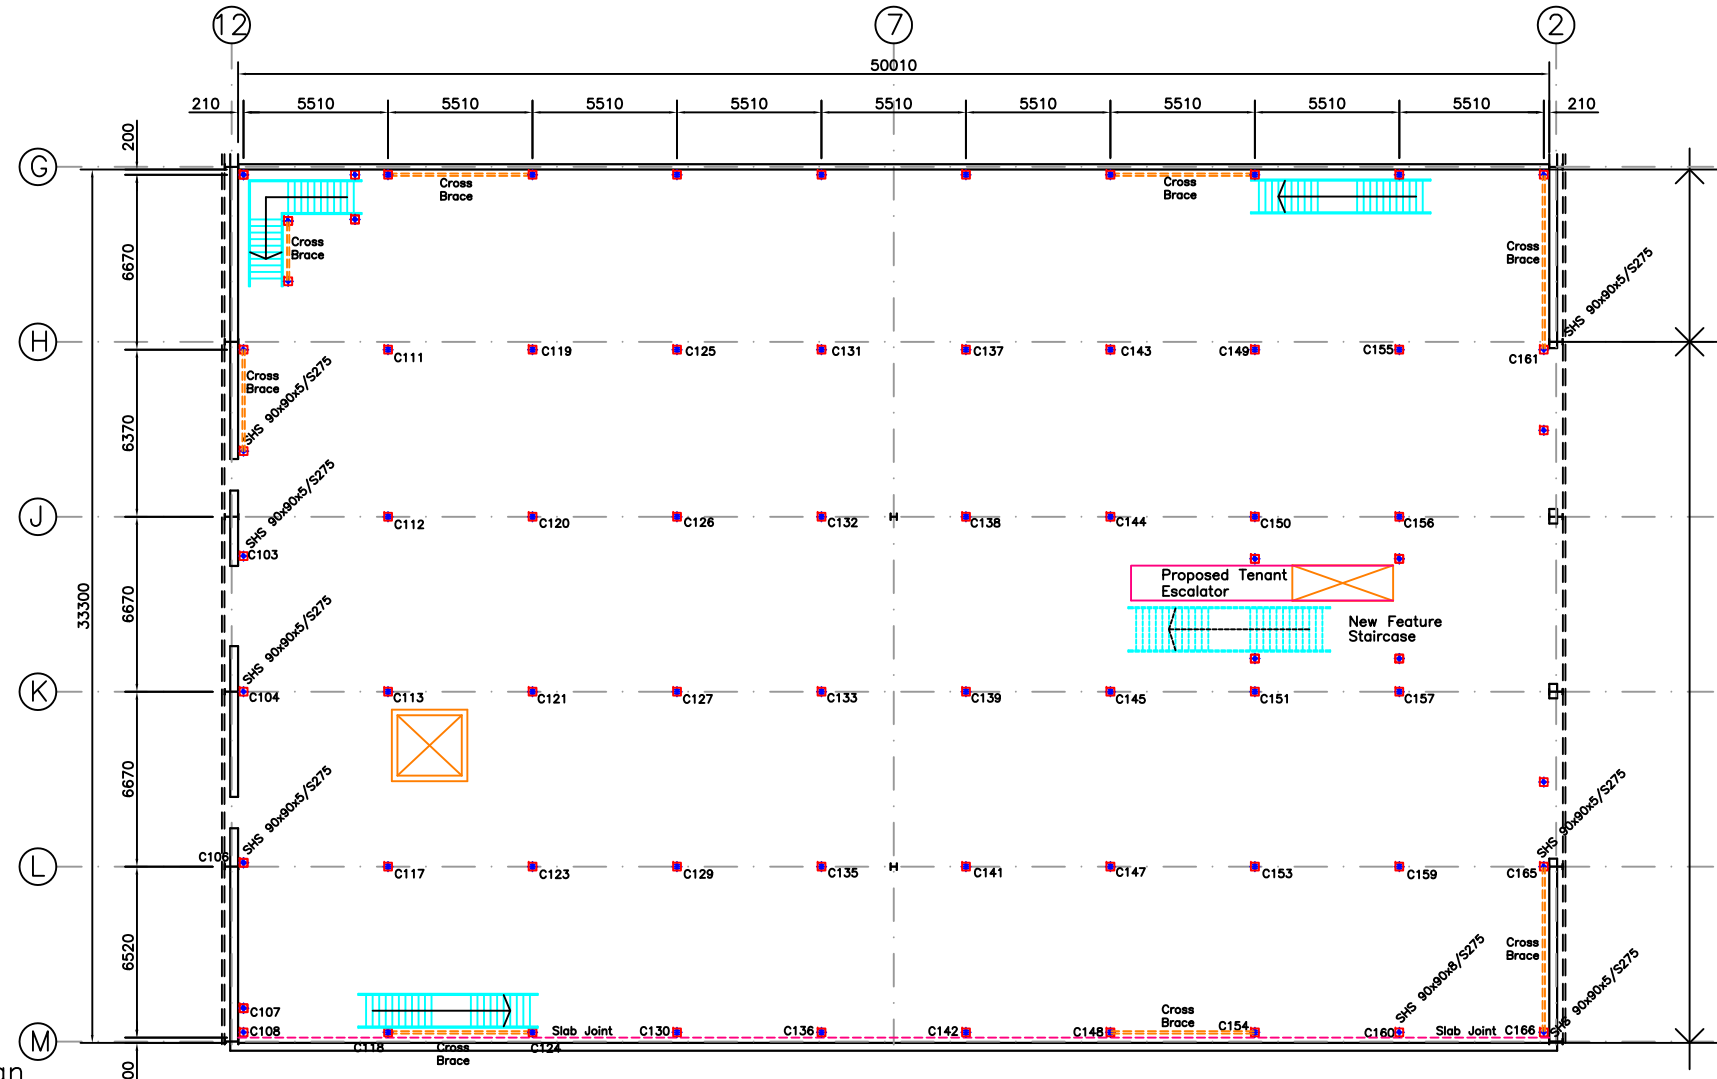 12
7
2
50010
210
5510
5510
5510
5510
5510
5510
5510
5510
5510
210
200
G
Cross
Brace
Cross
Brace
Cross
Brace
Cross
Brace
6670
SHS 90x90x5/S275
H
C111
C119
C125
C131
C137
C143
C149
C155
C161
Cross
Brace
SHS 90x90x5/S275
6370
SHS 90x90x5/S275
J
C112
C120
C126
C132
C138
C144
C150
C156
C103
33300
6670
Proposed Tenant
Escalator
New Feature
Staircase
SHS 90x90x5/S275
K
C104
C113
C121
C127
C133
C139
C145
C151
C157
6670
SHS 90x90x5/S275
SHS 90x90x5/S275
C106
L
C117
C123
C129
C135
C141
C147
C153
C159
C165
6520
Cross
Brace
SHS 90x90x8/S275
SHS 90x90x5/S275
C107
C108
M
Slab Joint
C130
C136
C142
C148
Cross
Brace
C154
C160
Slab Joint
C166
C118
Cross
Brace
C124